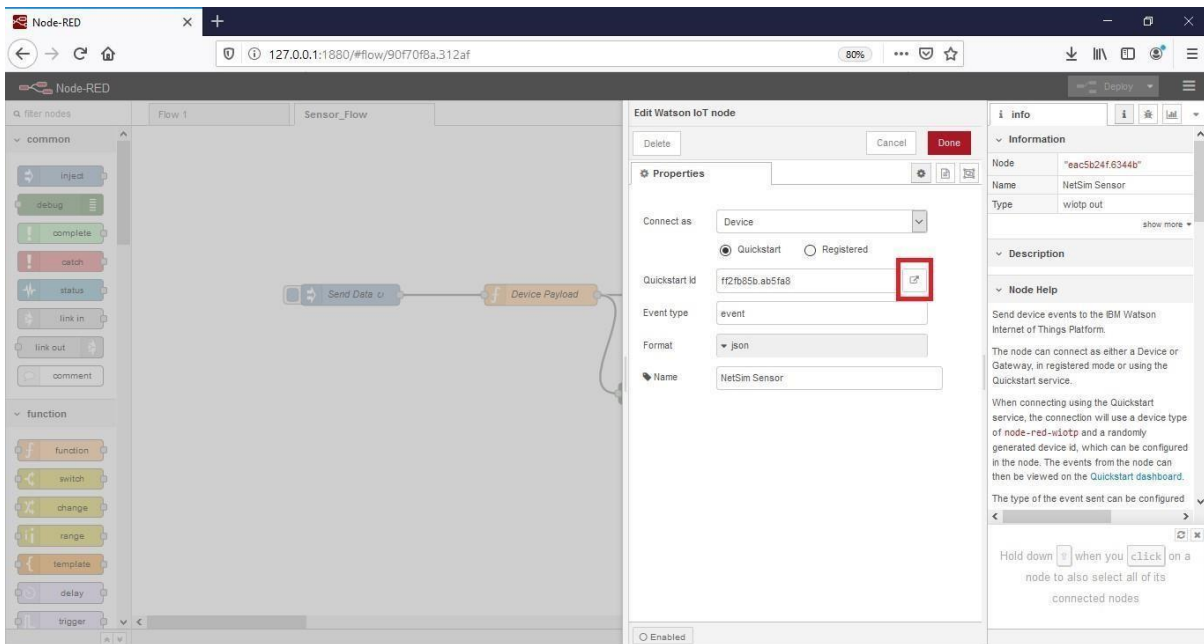 Node-RED
127.0.0.1:1880/#flow/90f70f8a.312af
80%
Node-RED
Deploy
filter nodes
Flow 1
Sensor_Flow
common
inject
debug
complete
catch
status
link in
link out
comment
function
function
switch
change
range
template
delay
trigger
Send Data
Device Payload
Edit Watson IoT node
Delete
Cancel
Done
Properties
Connect as
Device
Quickstart
Registered
Quickstart Id
ff2fb85b.ab5fa8
Event type
event
Format
json
Name
NetSim Sensor
Enabled
i info
i
Information
Node
"eac5b24f.6344b"
Name
NetSim Sensor
Type
wiotp out
show more
Description
Node Help
Send device events to the IBM Watson
Internet of Things Platform.
The node can connect as either a Device or
Gateway, in registered mode or using the
Quickstart service.
When connecting using the Quickstart
service, the connection will use a device type
of node-red-wiotp and a randomly
generated device id, which can be configured
in the node. The events from the node can
then be viewed on the Quickstart dashboard.
The type of the event sent can be configured
Hold down ⇧ when you click on a
node to also select all of its
connected nodes